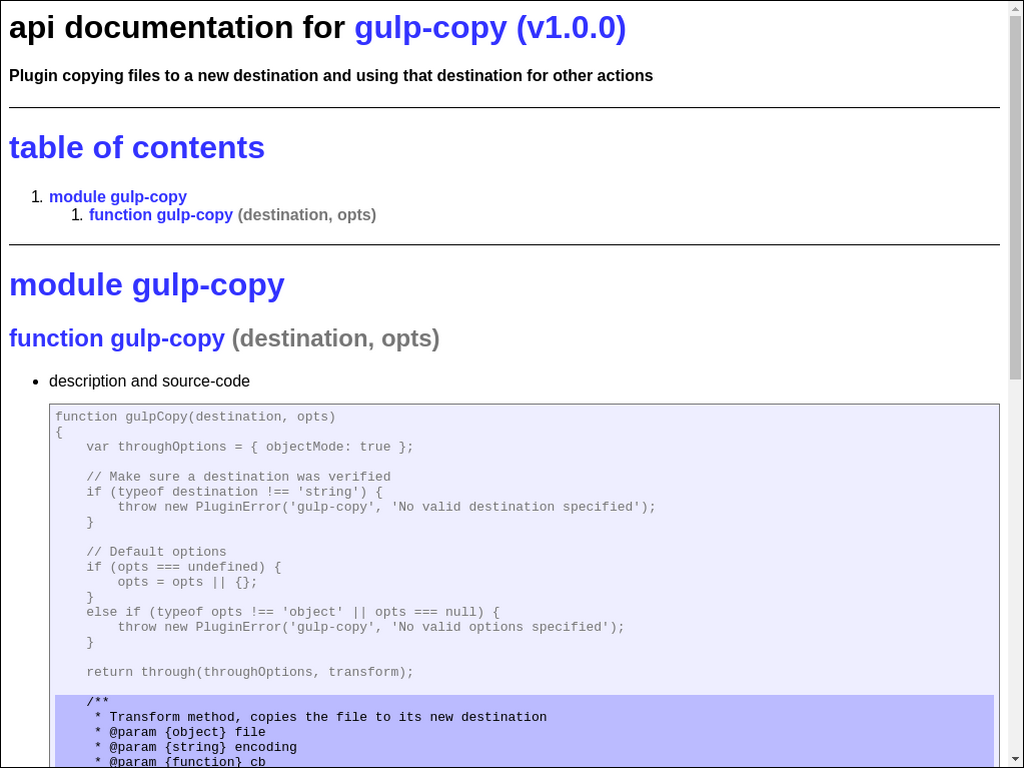 api documentation for gulp-copy (v1.0.0)
Plugin copying files to a new destination and using that destination for other actions
table of contents
1. module gulp-copy
1. function gulp-copy (destination, opts)
module gulp-copy
function gulp-copy (destination, opts)
• description and source-code
function gulpCopy(destination, opts)
{
    var throughOptions = { objectMode: true };
    // Make sure a destination was verified
    if (typeof destination !== 'string') {
        throw new PluginError('gulp-copy', 'No valid destination specified');
    }
    // Default options
    if (opts === undefined) {
        opts = opts || {};
    }
    else if (typeof opts !== 'object' || opts === null) {
        throw new PluginError('gulp-copy', 'No valid options specified');
    }
    return through(throughOptions, transform);
    /**
     * Transform method, copies the file to its new destination
     * @param {object} file
     * @param {string} encoding
     * @param {function} cb